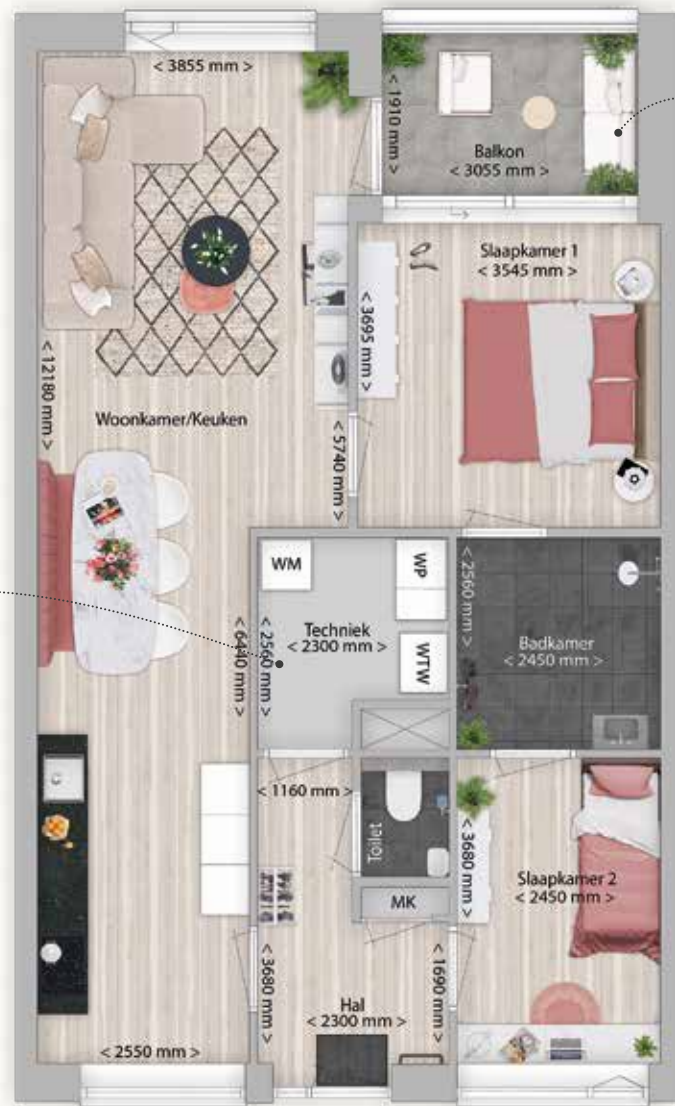 < 3855 mm >
< 1910 mm >
Balkon
< 3055 mm >
Slaapkamer 1
< 3545 mm >
< 3695 mm >
< 12180 mm >
Woonkamer/Keuken
< 5740 mm >
WM
WP
Techniek
< 2300 mm >
WTW
< 2560 mm >
< 6440 mm >
< 2560 mm >
Badkamer
< 2450 mm >
< 1160 mm >
Toilet
MK
< 3680 mm >
Slaapkamer 2
< 2450 mm >
< 3680 mm >
< 1690 mm >
Hal
< 2300 mm >
< 2550 mm >